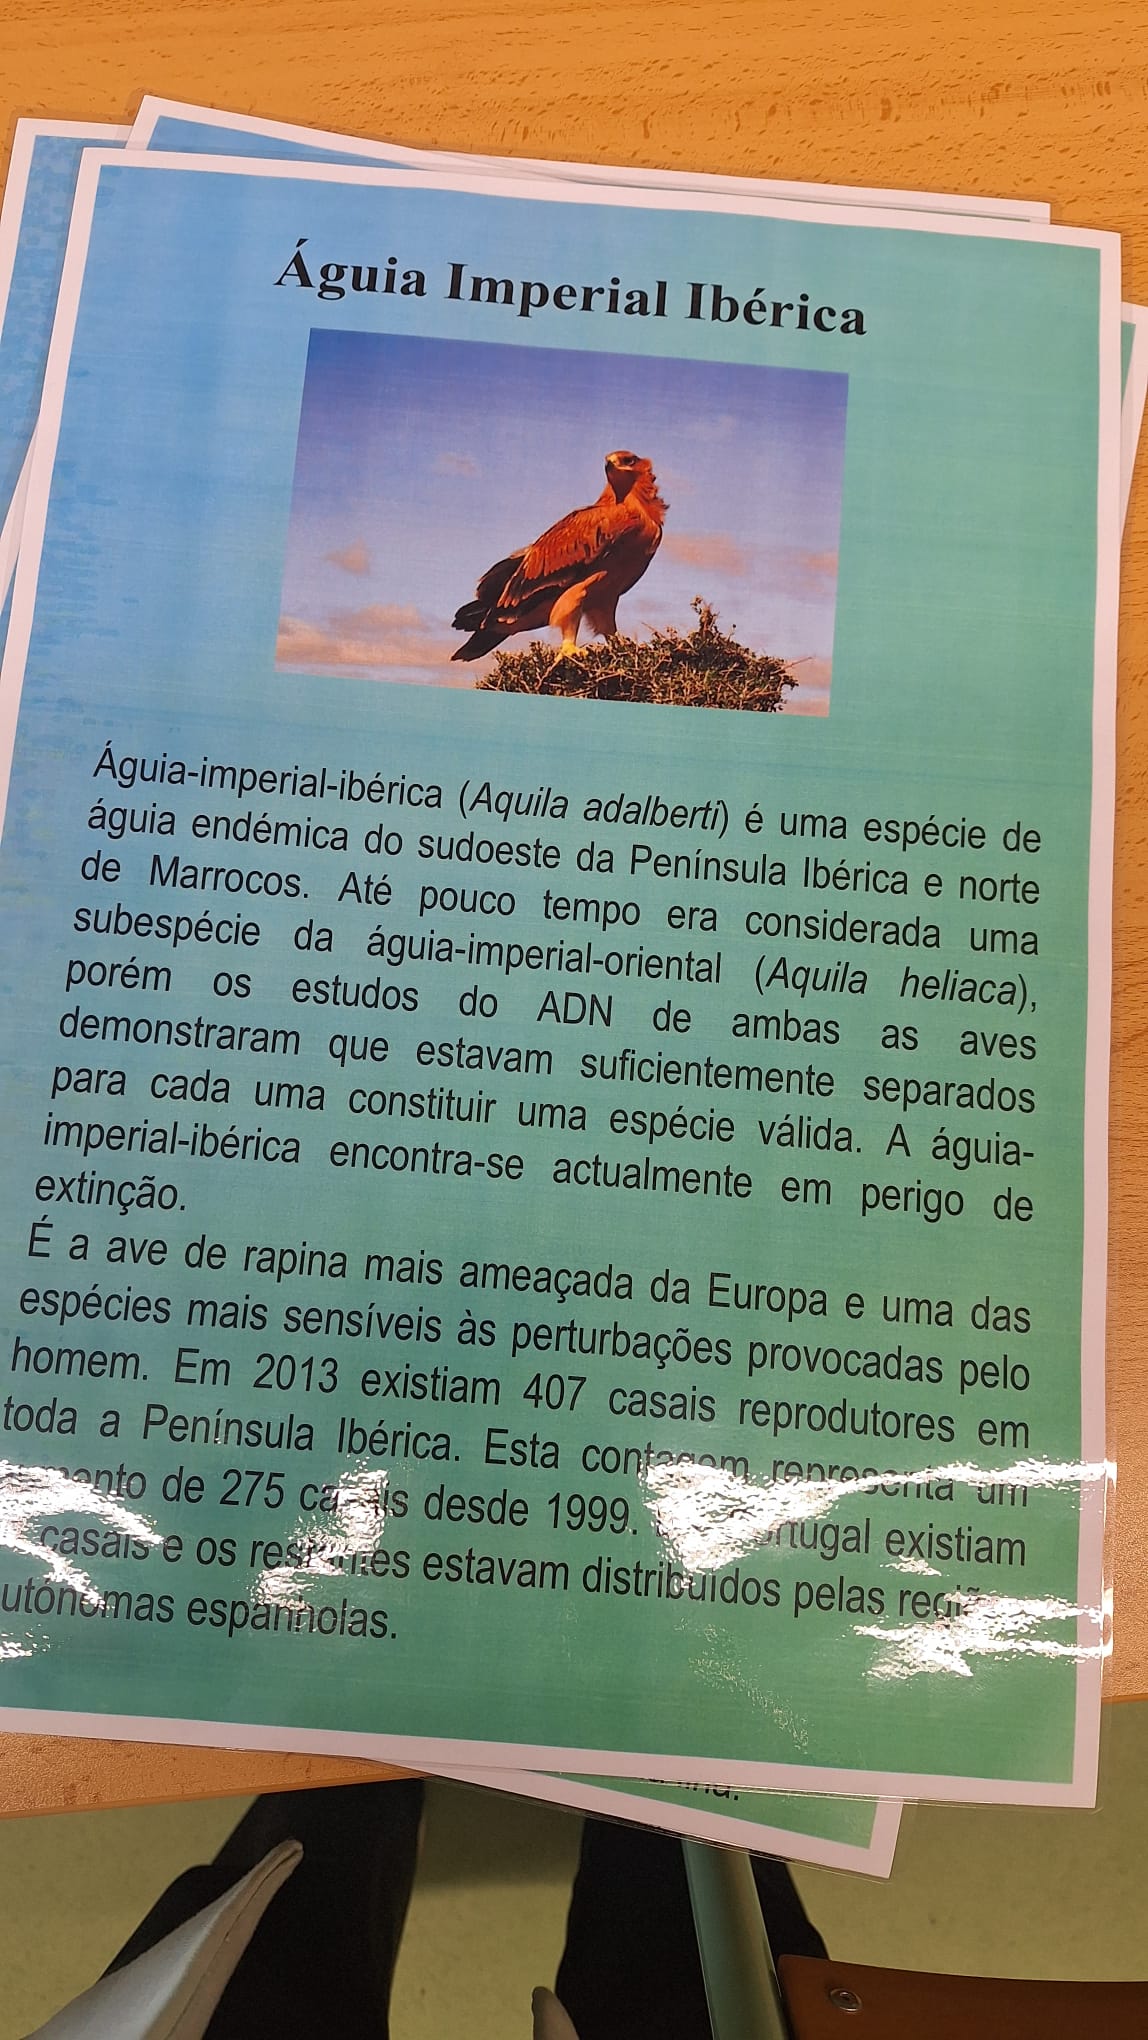 Águia Imperial Ibérica
Águia-imperial-ibérica (Aquila adalberti) é uma espécie de
águia endémica do sudoeste da Península Ibérica e norte
de Marrocos. Até pouco tempo era considerada uma
subespécie da águia-imperial-oriental (Aquila heliaca),
porém os estudos do ADN de ambas as aves
demonstraram que estavam suficientemente separados
para cada uma constituir uma espécie válida. A águia-
imperial-ibérica encontra-se actualmente em perigo de
extinção.
É a ave de rapina mais ameaçada da Europa e uma das
espécies mais sensíveis às perturbações provocadas pelo
homem. Em 2013 existiam 407 casais reprodutores em
toda a Península Ibérica. Esta contagem representa um
de 275 casais desde 1999. existiam
casais e os restantes estavam distribuídos pelas
espanholas.